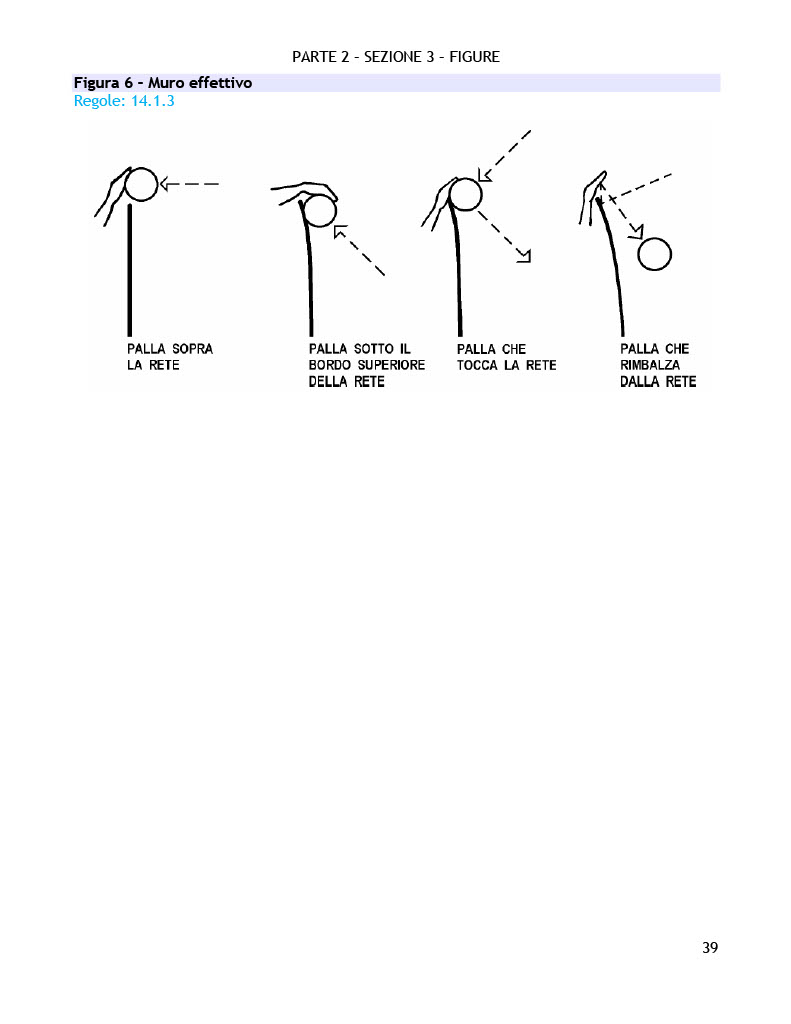 PARTE 2 – SEZIONE 3 – FIGURE
Figura 6 – Muro effettivo
Regole: 14.1.3
PALLA SOPRA
LA RETE
PALLA SOTTO IL
BORDO SUPERIORE
DELLA RETE
PALLA CHE
TOCCA LA RETE
PALLA CHE
RIMBALZA
DALLA RETE
39